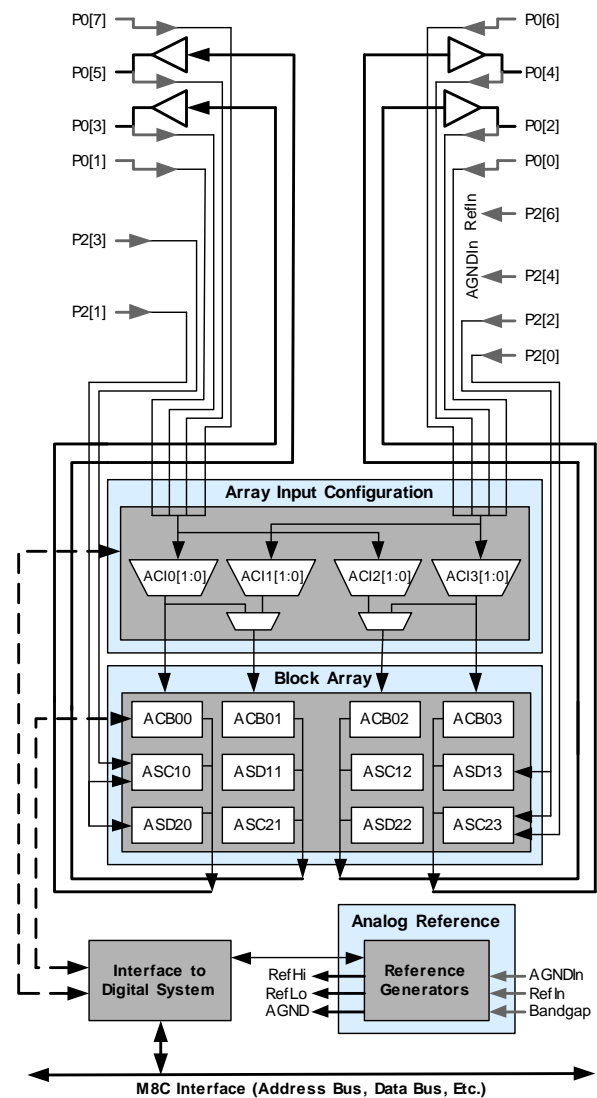 P0[7]
P0[6]
P0[5]
P0[4]
P0[3]
P0[2]
P0[1]
P0[0]
P2[6]
RefIn
AGNDIn
P2[3]
P2[4]
P2[1]
P2[2]
P2[0]
Array Input Configuration
ACI0[1:0] ACI1[1:0] ACI2[1:0] ACI3[1:0]
Block Array
ACB00 ACB01 ACB02 ACB03
ASC10 ASD11 ASC12 ASD13
ASD20 ASC21 ASD22 ASC23
Analog Reference
Interface to
Digital System
Reference
Generators
RefHi
RefLo
AGND
AGNDIn
RefIn
Bandgap
M8C Interface (Address Bus, Data Bus, Etc.)